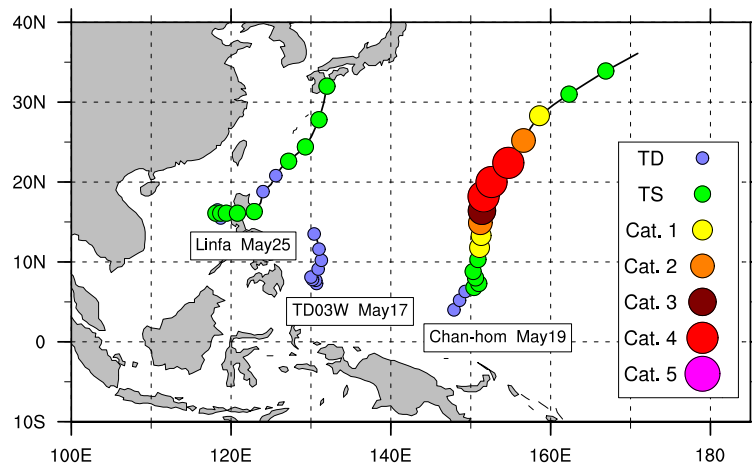 40N
30N
20N
10N
0
10S
100E
120E
140E
160E
180
Linfa May25
TD03W May17
Chan-hom May19
TD
TS
Cat. 1
Cat. 2
Cat. 3
Cat. 4
Cat. 5